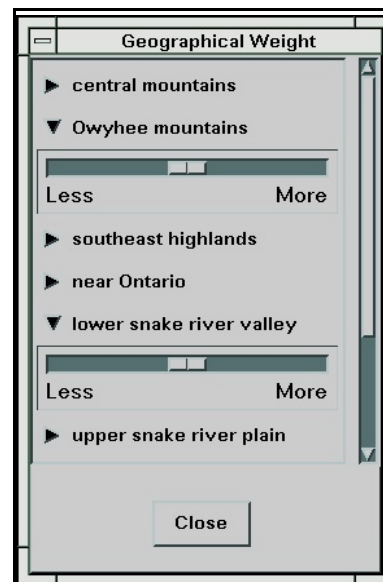 Geographical Weight
central mountains
Owyhee mountains
Less More
southeast highlands
near Ontario
lower snake river valley
Less More
upper snake river plain
Close